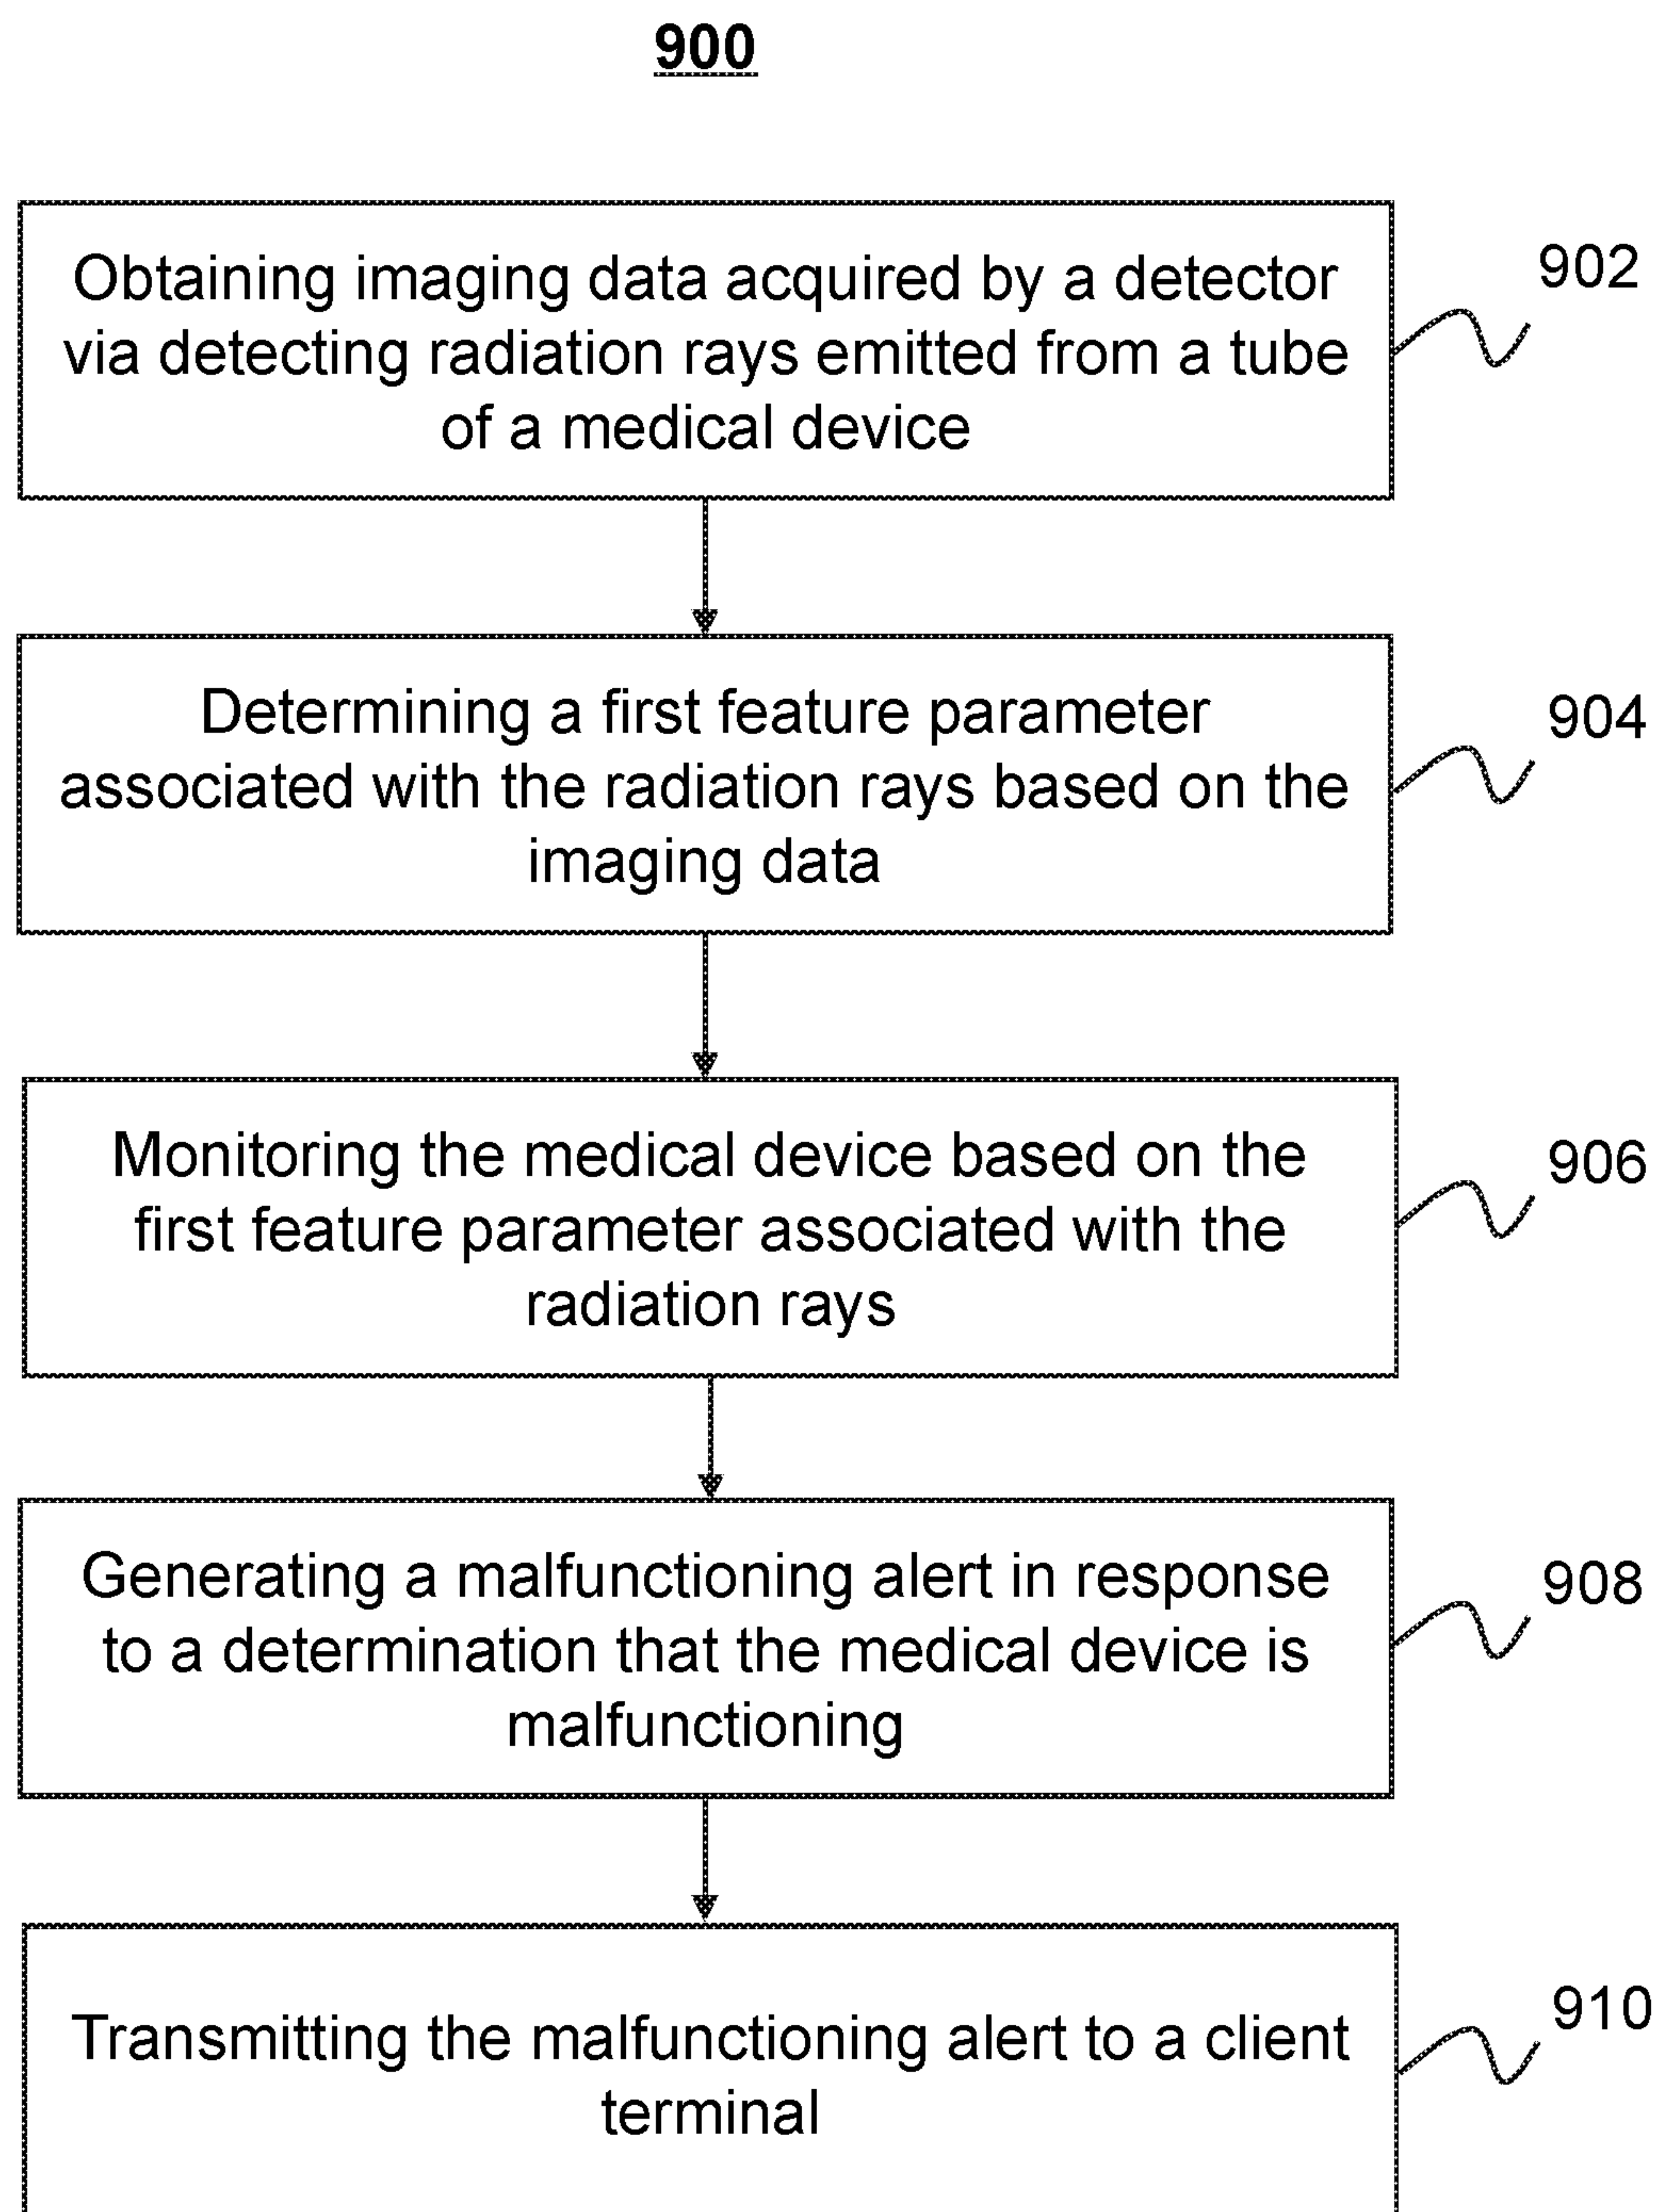 900
Obtaining imaging data acquired by a detector
via detecting radiation rays emitted from a tube
of a medical device
902
Determining a first feature parameter
associated with the radiation rays based on the
imaging data
904
Monitoring the medical device based on the
first feature parameter associated with the
radiation rays
906
Generating a malfunctioning alert in response
to a determination that the medical device is
malfunctioning
908
Transmitting the malfunctioning alert to a client
terminal
910